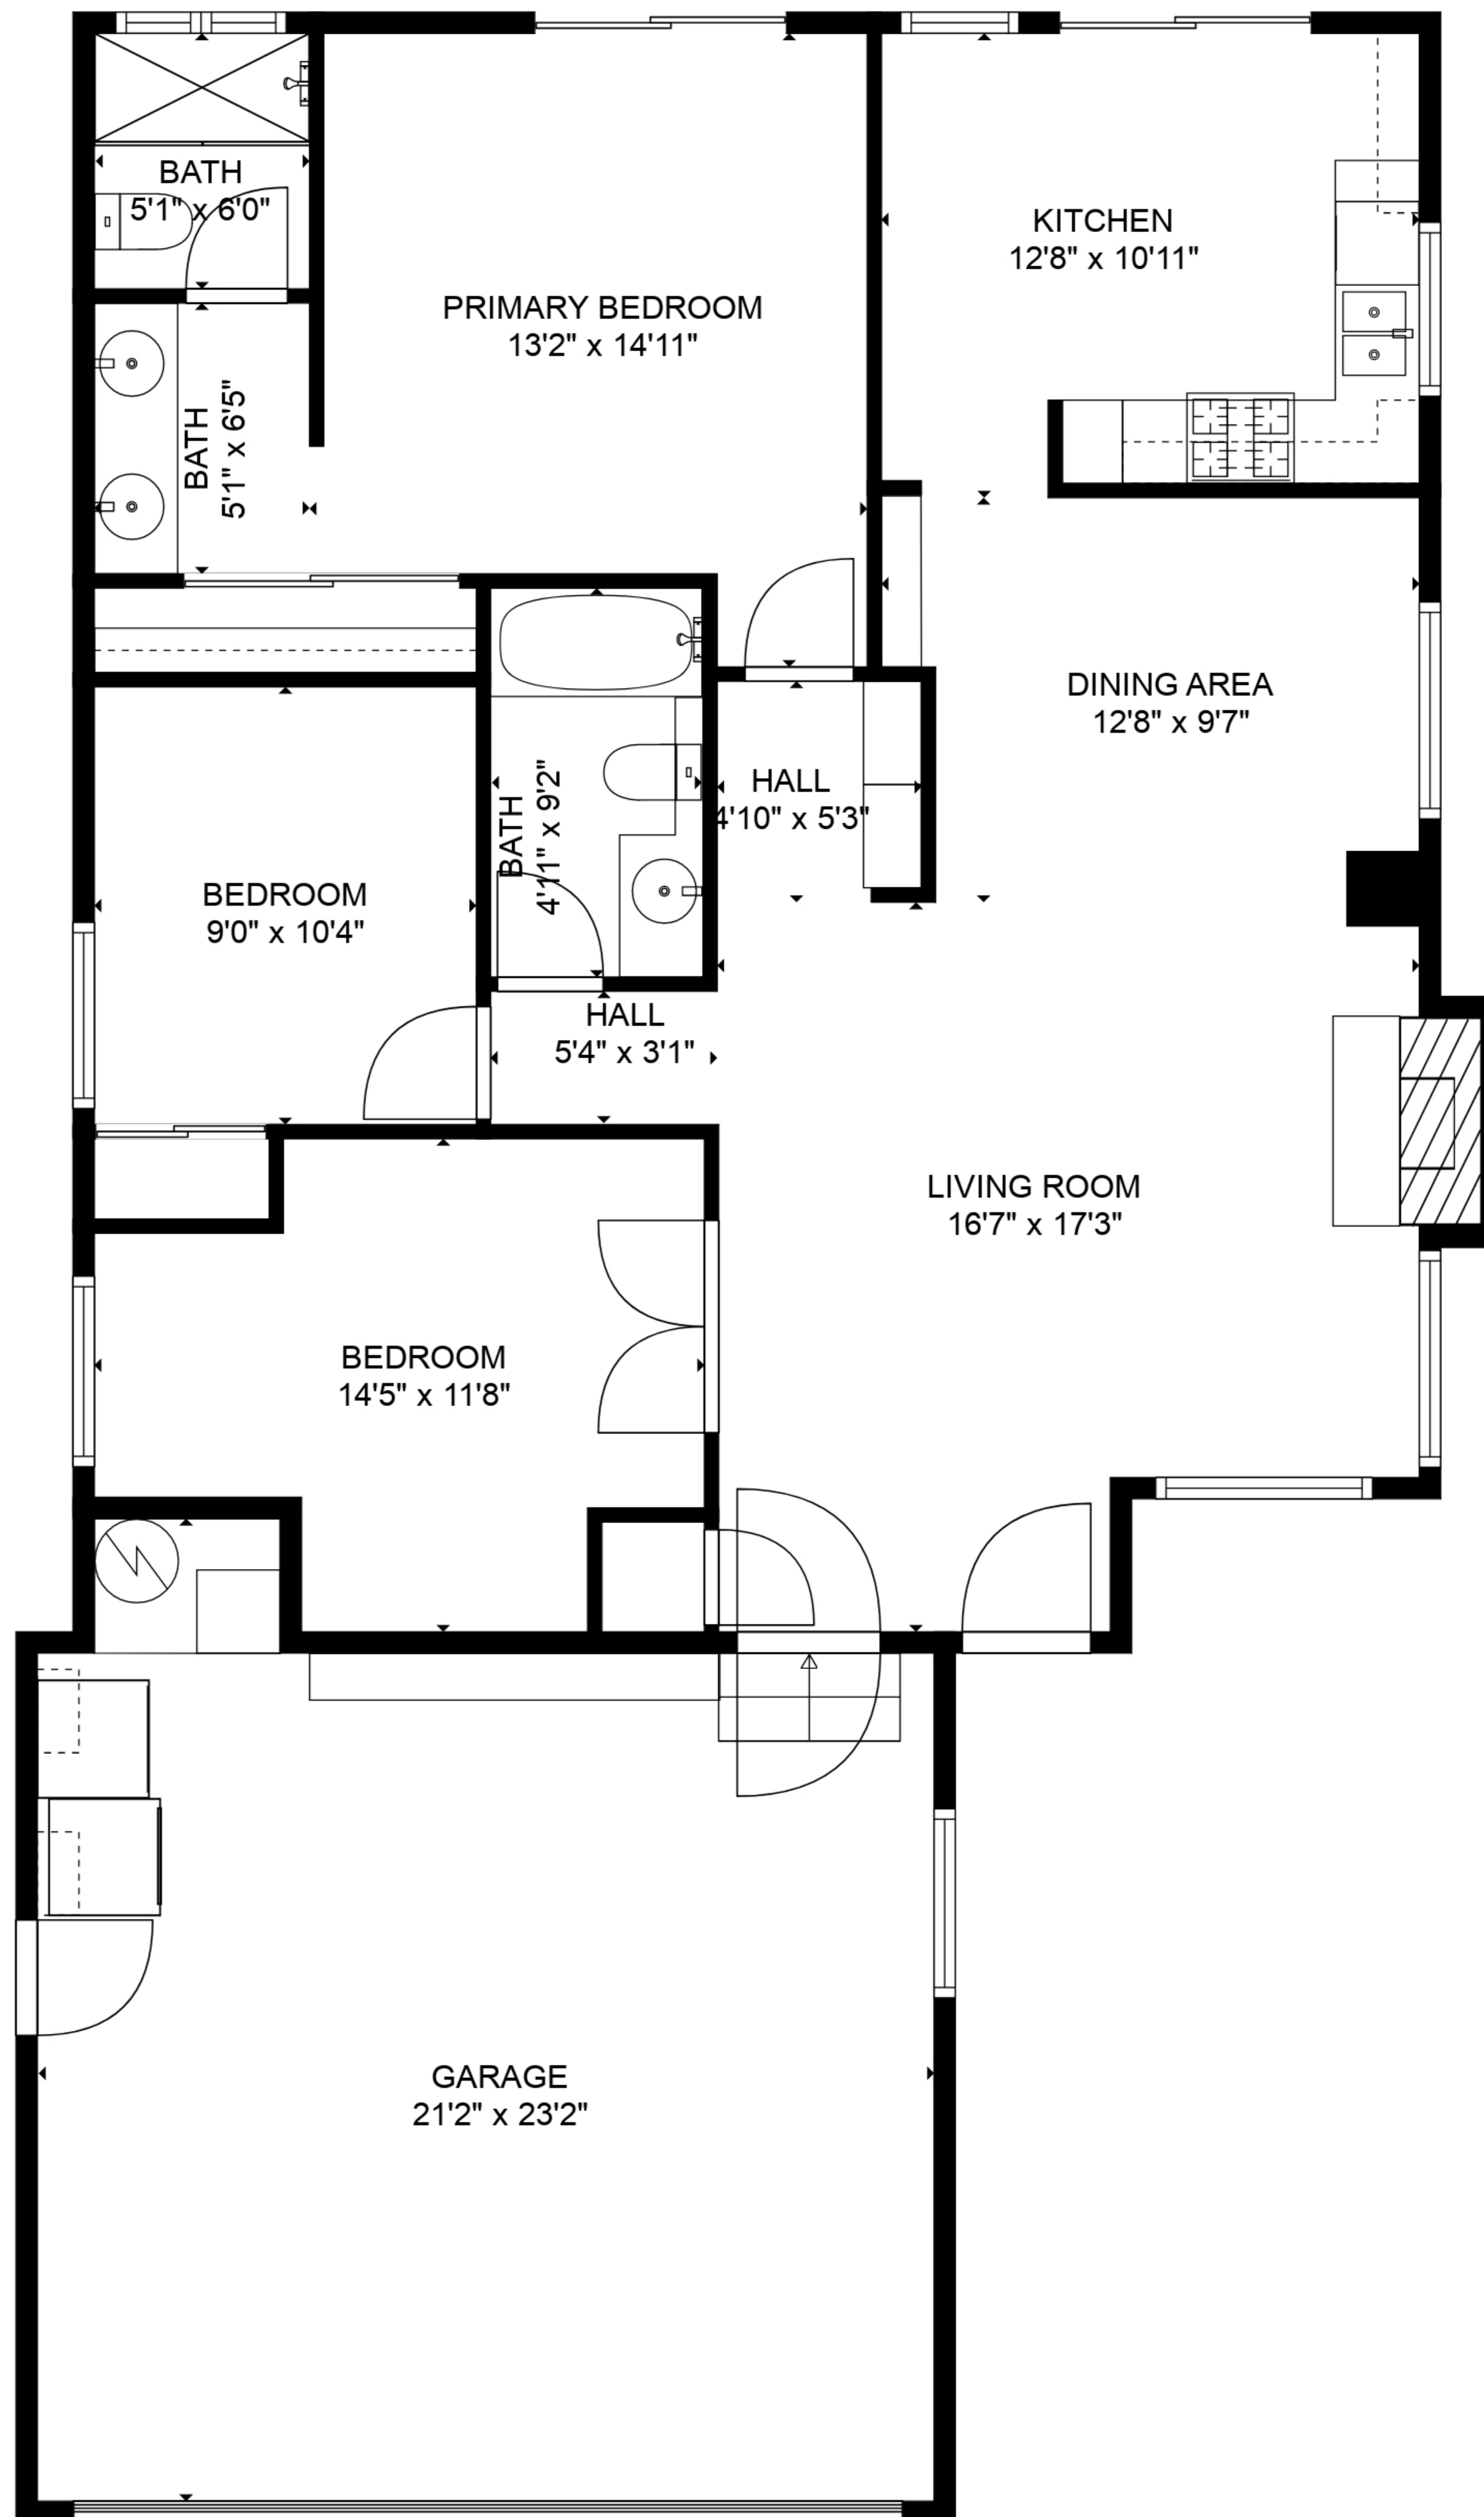 BATH
5'1" x 6'0"
KITCHEN
12'8" x 10'11"
PRIMARY BEDROOM
13'2" x 14'11"
BATH
5'1" x 6'5"
DINING AREA
12'8" x 9'7"
HALL
4'10" x 5'3"
BATH
4'11" x 9'2"
BEDROOM
9'0" x 10'4"
HALL
5'4" x 3'1"
LIVING ROOM
16'7" x 17'3"
BEDROOM
14'5" x 11'8"
GARAGE
21'2" x 23'2"